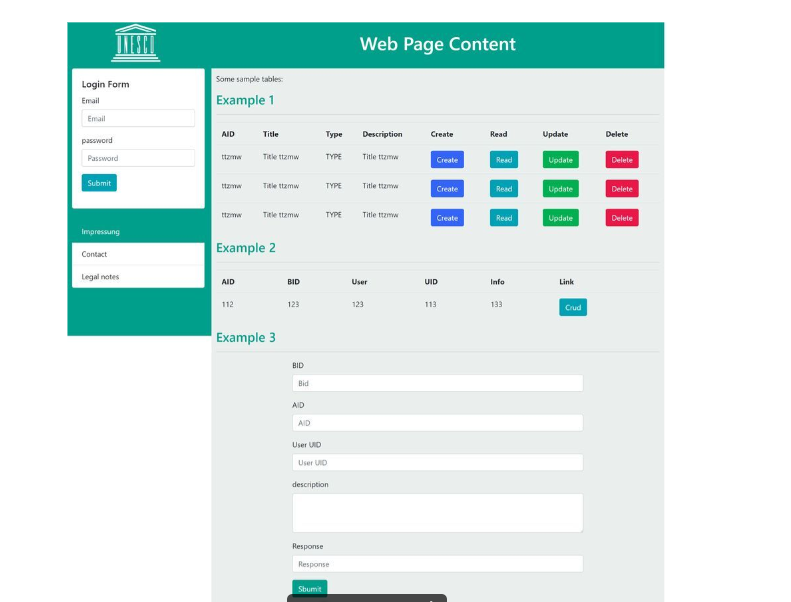 UNESCO
Web Page Content
Login Form
Email
Email
password
Password
Submit
Impressung
Contact
Legal notes
Some sample tables:
Example 1
AID Title Type Description Create Read Update Delete
ttzmw Title ttzmw TYPE Title ttzmw Create Read Update Delete
ttzmw Title ttzmw TYPE Title ttzmw Create Read Update Delete
ttzmw Title ttzmw TYPE Title ttzmw Create Read Update Delete
Example 2
AID BID User UID Info Link
112 123 123 113 133 Crud
Example 3
BID
Bid
AID
AID
User UID
User UID
description
Response
Response
Sbumit